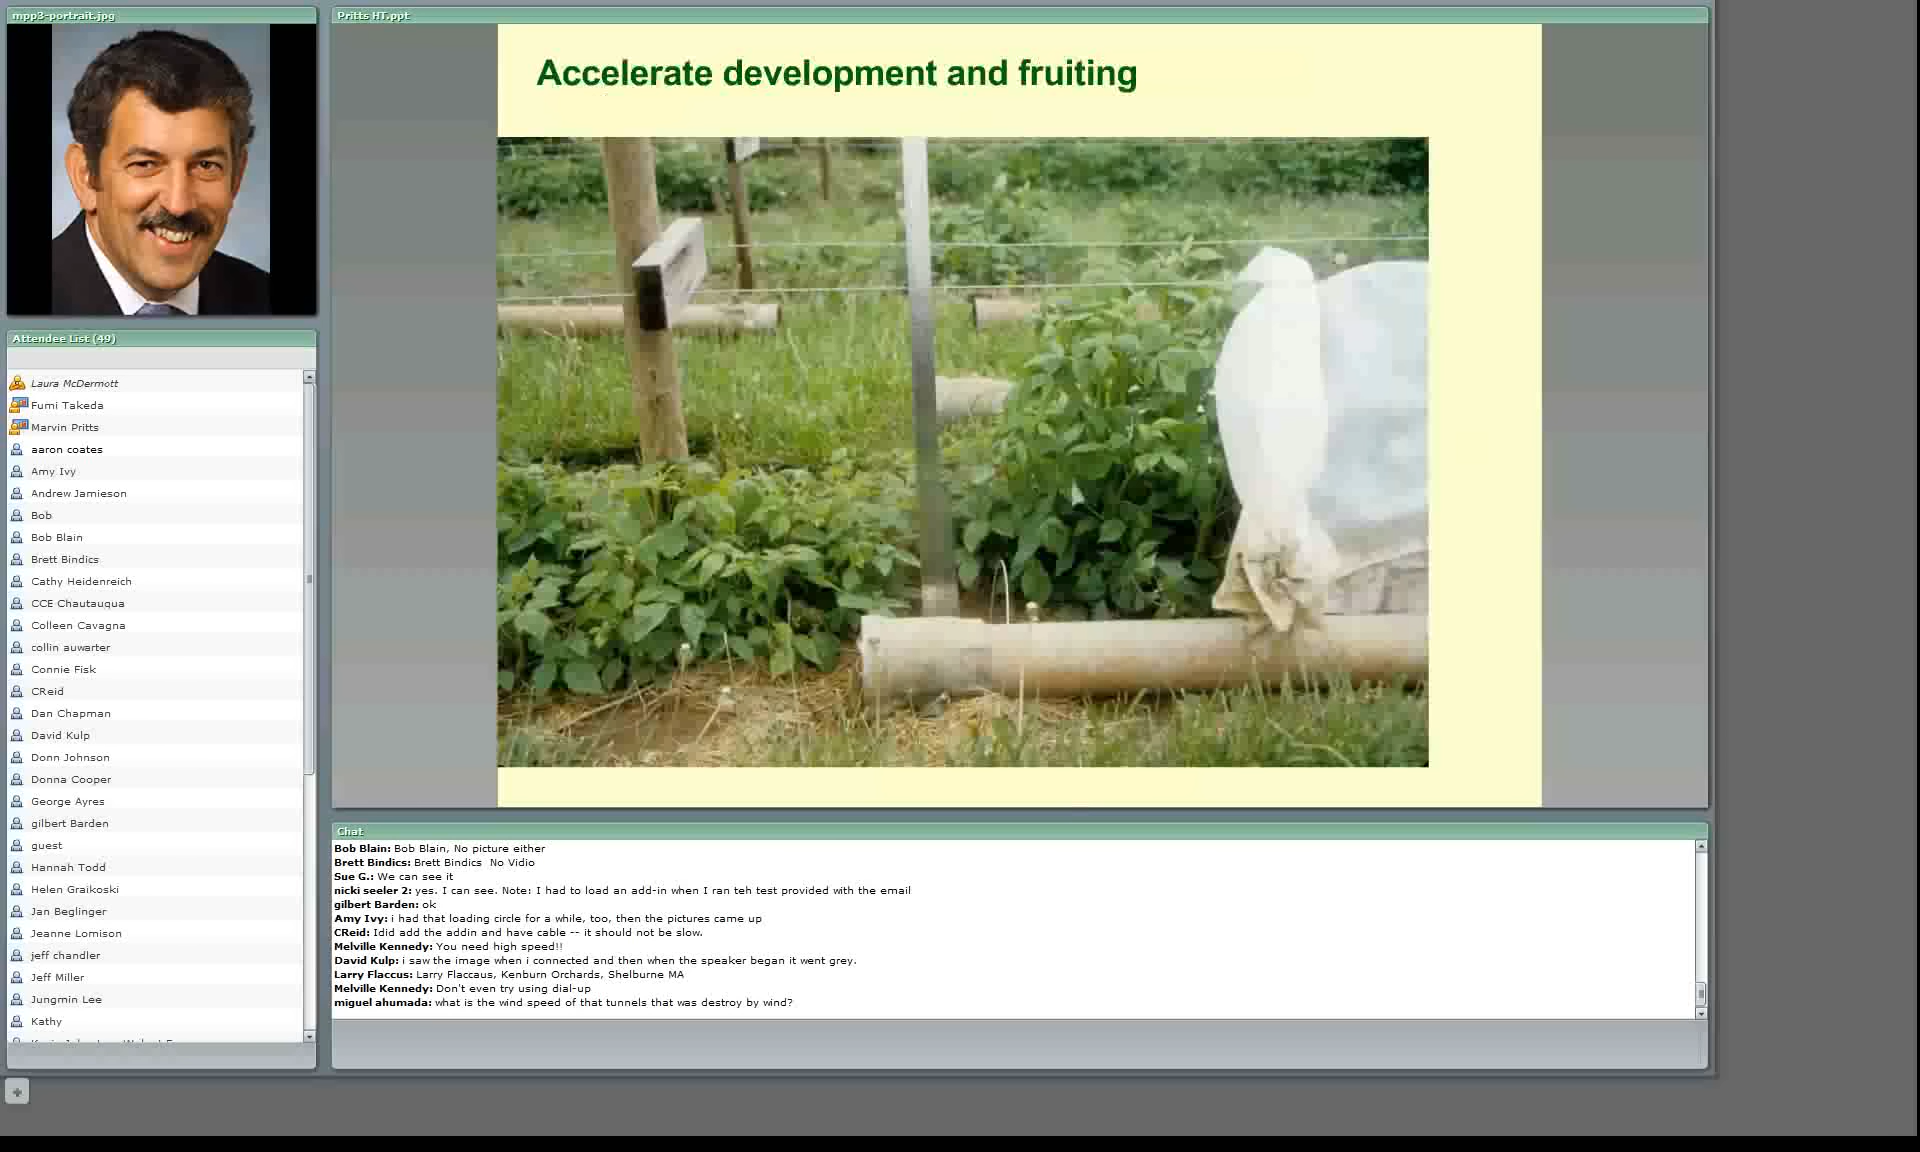 mpp3-portrait.jpg
Attendee List (49)
Laura McDermott
Fumi Takeda
Marvin Pritts
aaron coates
Amy Ivy
Andrew Jamieson
Bob
Bob Blain
Brett Bindics
Cathy Heidenreich
CCE Chautauqua
Colleen Cavagna
collin auwarter
Connie Fisk
CReid
Dan Chapman
David Kulp
Donn Johnson
Donna Cooper
George Ayres
gilbert Barden
guest
Hannah Todd
Helen Graikoski
Jan Beglinger
Jeanne Lomison
jeff chandler
Jeff Miller
Jungmin Lee
Kathy
Pritts HT.ppt
Accelerate development and fruiting
Chat
Bob Blain: Bob Blain, No picture either
Brett Bindics: Brett Bindics  No Vidio
Sue G.: We can see it
nicki seeler 2: yes. I can see. Note: I had to load an add-in when I ran teh test provided with the email
gilbert Barden: ok
Amy Ivy: i had that loading circle for a while, too, then the pictures came up
CReid: Idid add the addin and have cable -- it should not be slow.
Melville Kennedy: You need high speed!!
David Kulp: i saw the image when i connected and then when the speaker began it went grey.
Larry Flaccus: Larry Flaccaus, Kenburn Orchards, Shelburne MA
Melville Kennedy: Don't even try using dial-up
miguel ahumada: what is the wind speed of that tunnels that was destroy by wind?